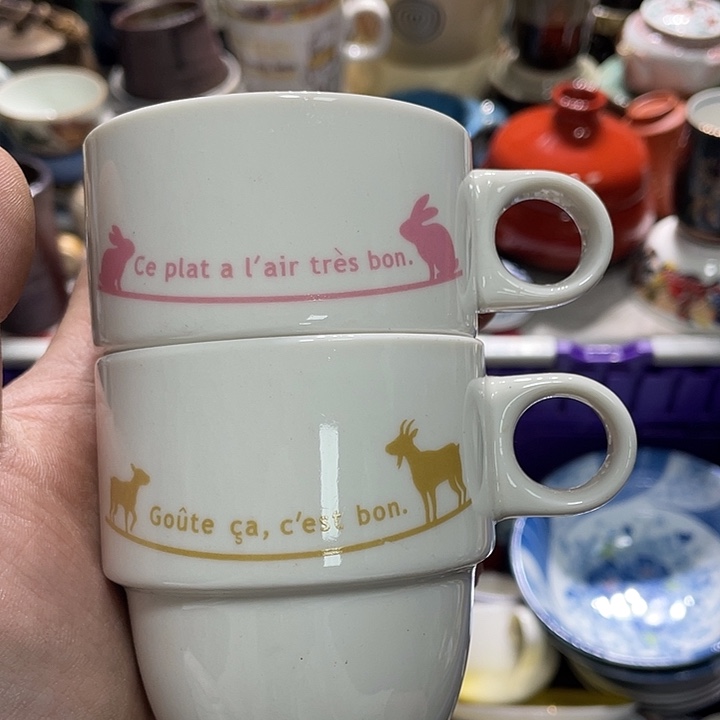 Ce plat a l'air très bon.
Goûte ça, c'est bon.